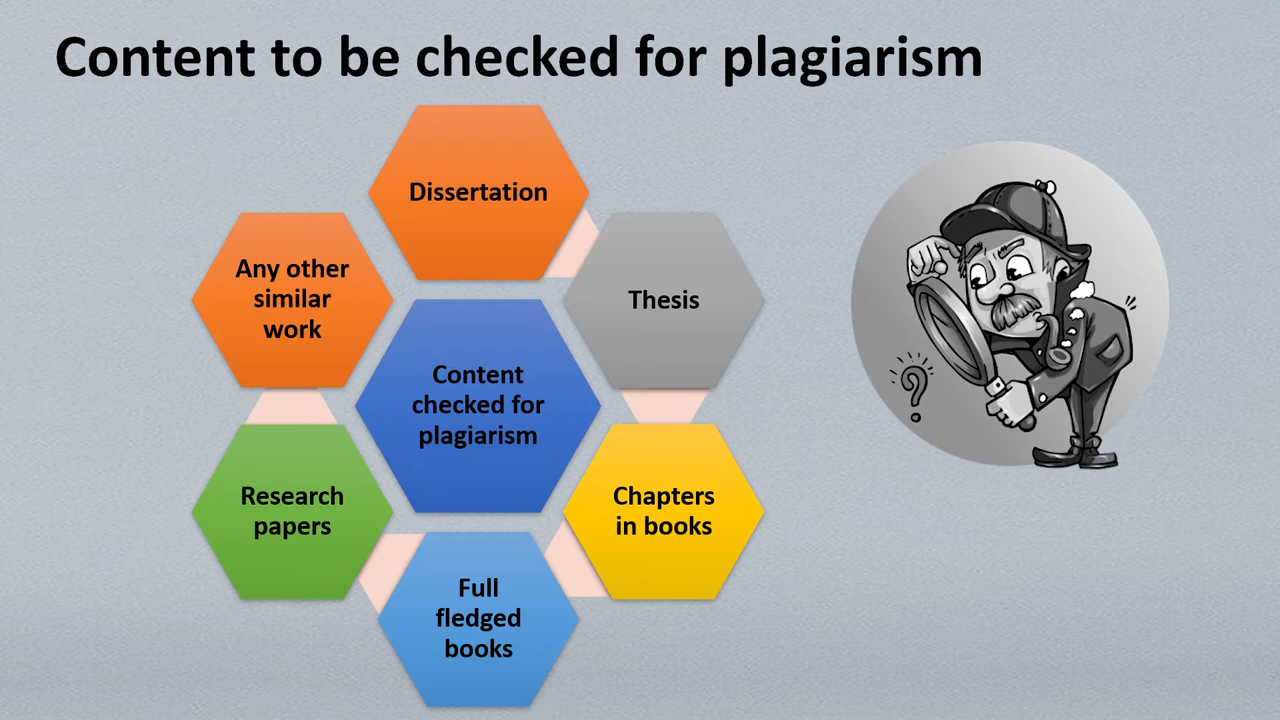 Content to be checked for plagiarism
Dissertation
Thesis
Chapters
in books
Full
fledged
books
Research
papers
Any other
similar
work
Content
checked for
plagiarism
?